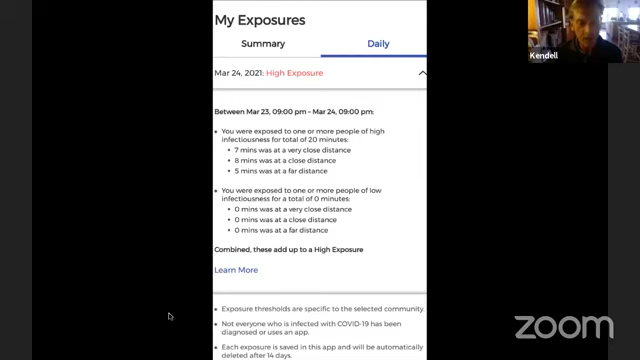 My Exposures
Summary
Daily
Mar 24, 2021: High Exposure
Between Mar 23, 09:00 pm – Mar 24, 09:00 pm:
• You were exposed to one or more people of high
infectiousness for total of 20 minutes:
• 7 mins was at a very close distance
• 8 mins was at a close distance
• 5 mins was at a far distance
• You were exposed to one or more people of low
infectiousness for a total of 0 minutes:
• 0 mins was at a very close distance
• 0 mins was at a close distance
• 0 mins was at a far distance
Combined, these add up to a High Exposure
Learn More
• Exposure thresholds are specific to the selected community.
• Not everyone who is infected with COVID-19 has been
diagnosed or uses an app.
• Each exposure is saved in this app and will be automatically
deleted after 14 days.
Kendell
zoom